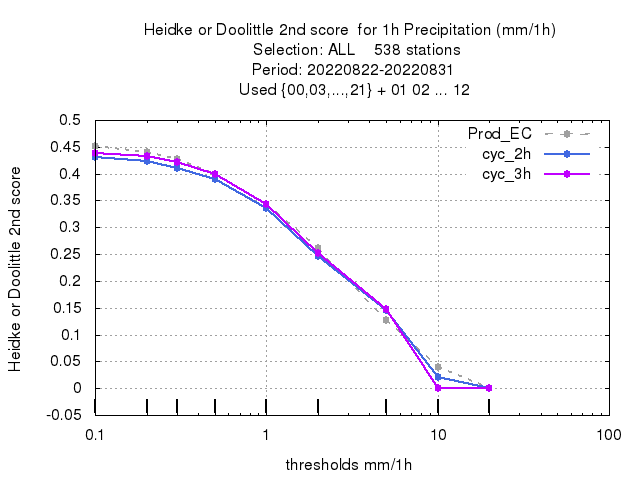 Heidke or Doolittle 2nd score  for 1h Precipitation (mm/1h)
Selection: ALL    538 stations
Period: 20220822-20220831
Used {00,03,...,21} + 01 02 ... 12
Heidke or Doolittle 2nd score
0.5
0.45
0.4
0.35
0.3
0.25
0.2
0.15
0.1
0.05
0
-0.05
Prod_EC
cyc_2h
cyc_3h
0.1 1 10 100
thresholds mm/1h